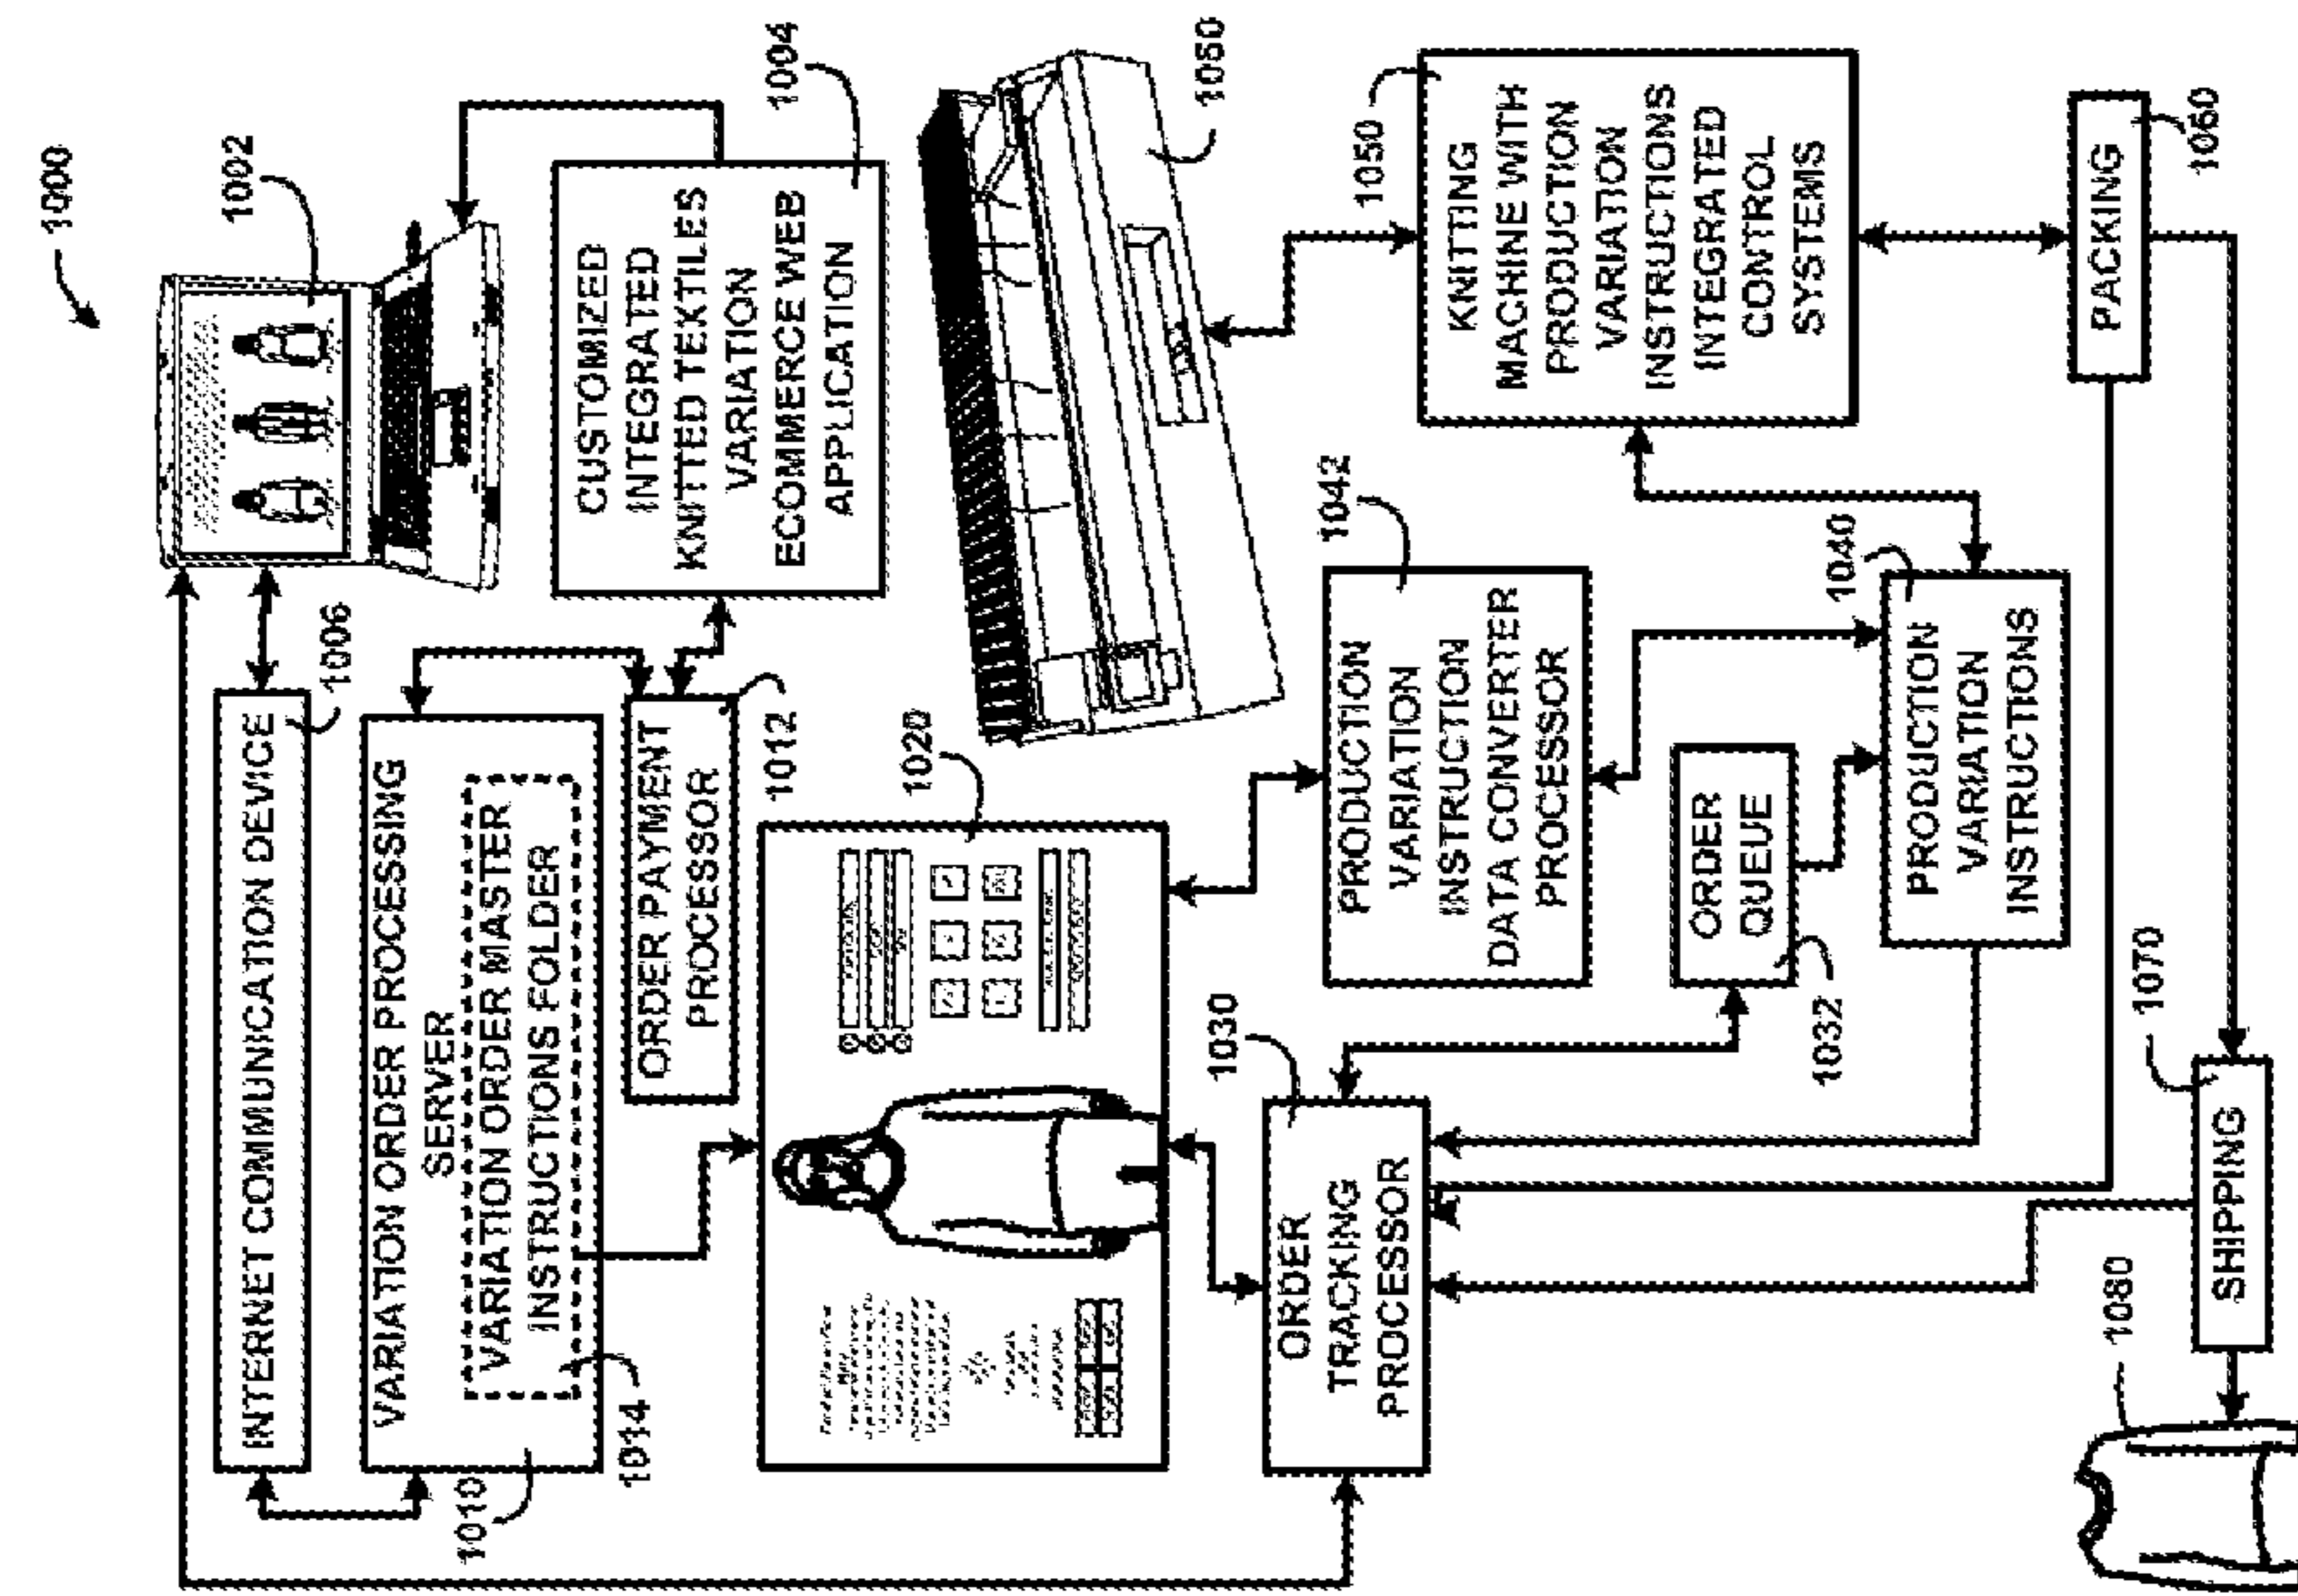 1000
1002
1004
INTERNET COMMUNICATION DEVICE
1006
CUSTOMIZED
INTEGRATED
KNITTED TEXTILES
VARIATION
ECOMMERCE WEB
APPLICATION
VARIATION ORDER PROCESSING
SERVER
VARIATION ORDER MASTER
INSTRUCTIONS FOLDER
1010
1014
ORDER PAYMENT
PROCESSOR
1012
1020
1060
ORDER
TRACKING
PROCESSOR
1030
PRODUCTION
VARIATION
INSTRUCTION
DATA CONVERTER
PROCESSOR
1042
KNITTING
MACHINE WITH
PRODUCTION
VARIATION
INSTRUCTIONS
INTEGRATED
CONTROL
SYSTEMS
1050
ORDER
QUEUE
1032
PRODUCTION
VARIATION
INSTRUCTIONS
1040
PACKING
1060
SHIPPING
1070
1080